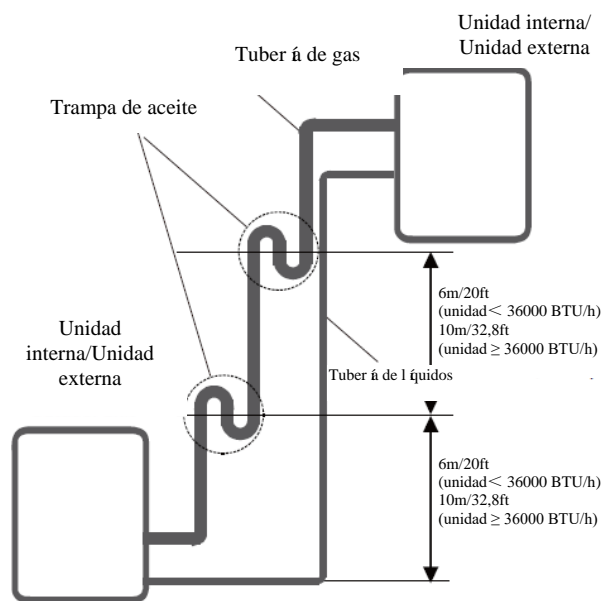 Unidad interna/
Unidad externa
Tuber ía de gas
Trampa de aceite
6m/20ft
(unidad< 36000 BTU/h)
10m/32,8ft
(unidad ≥ 36000 BTU/h)
Unidad
interna/Unidad
externa
Tuber ía de l íquidos
6m/20ft
(unidad< 36000 BTU/h)
10m/32,8ft
(unidad ≥ 36000 BTU/h)